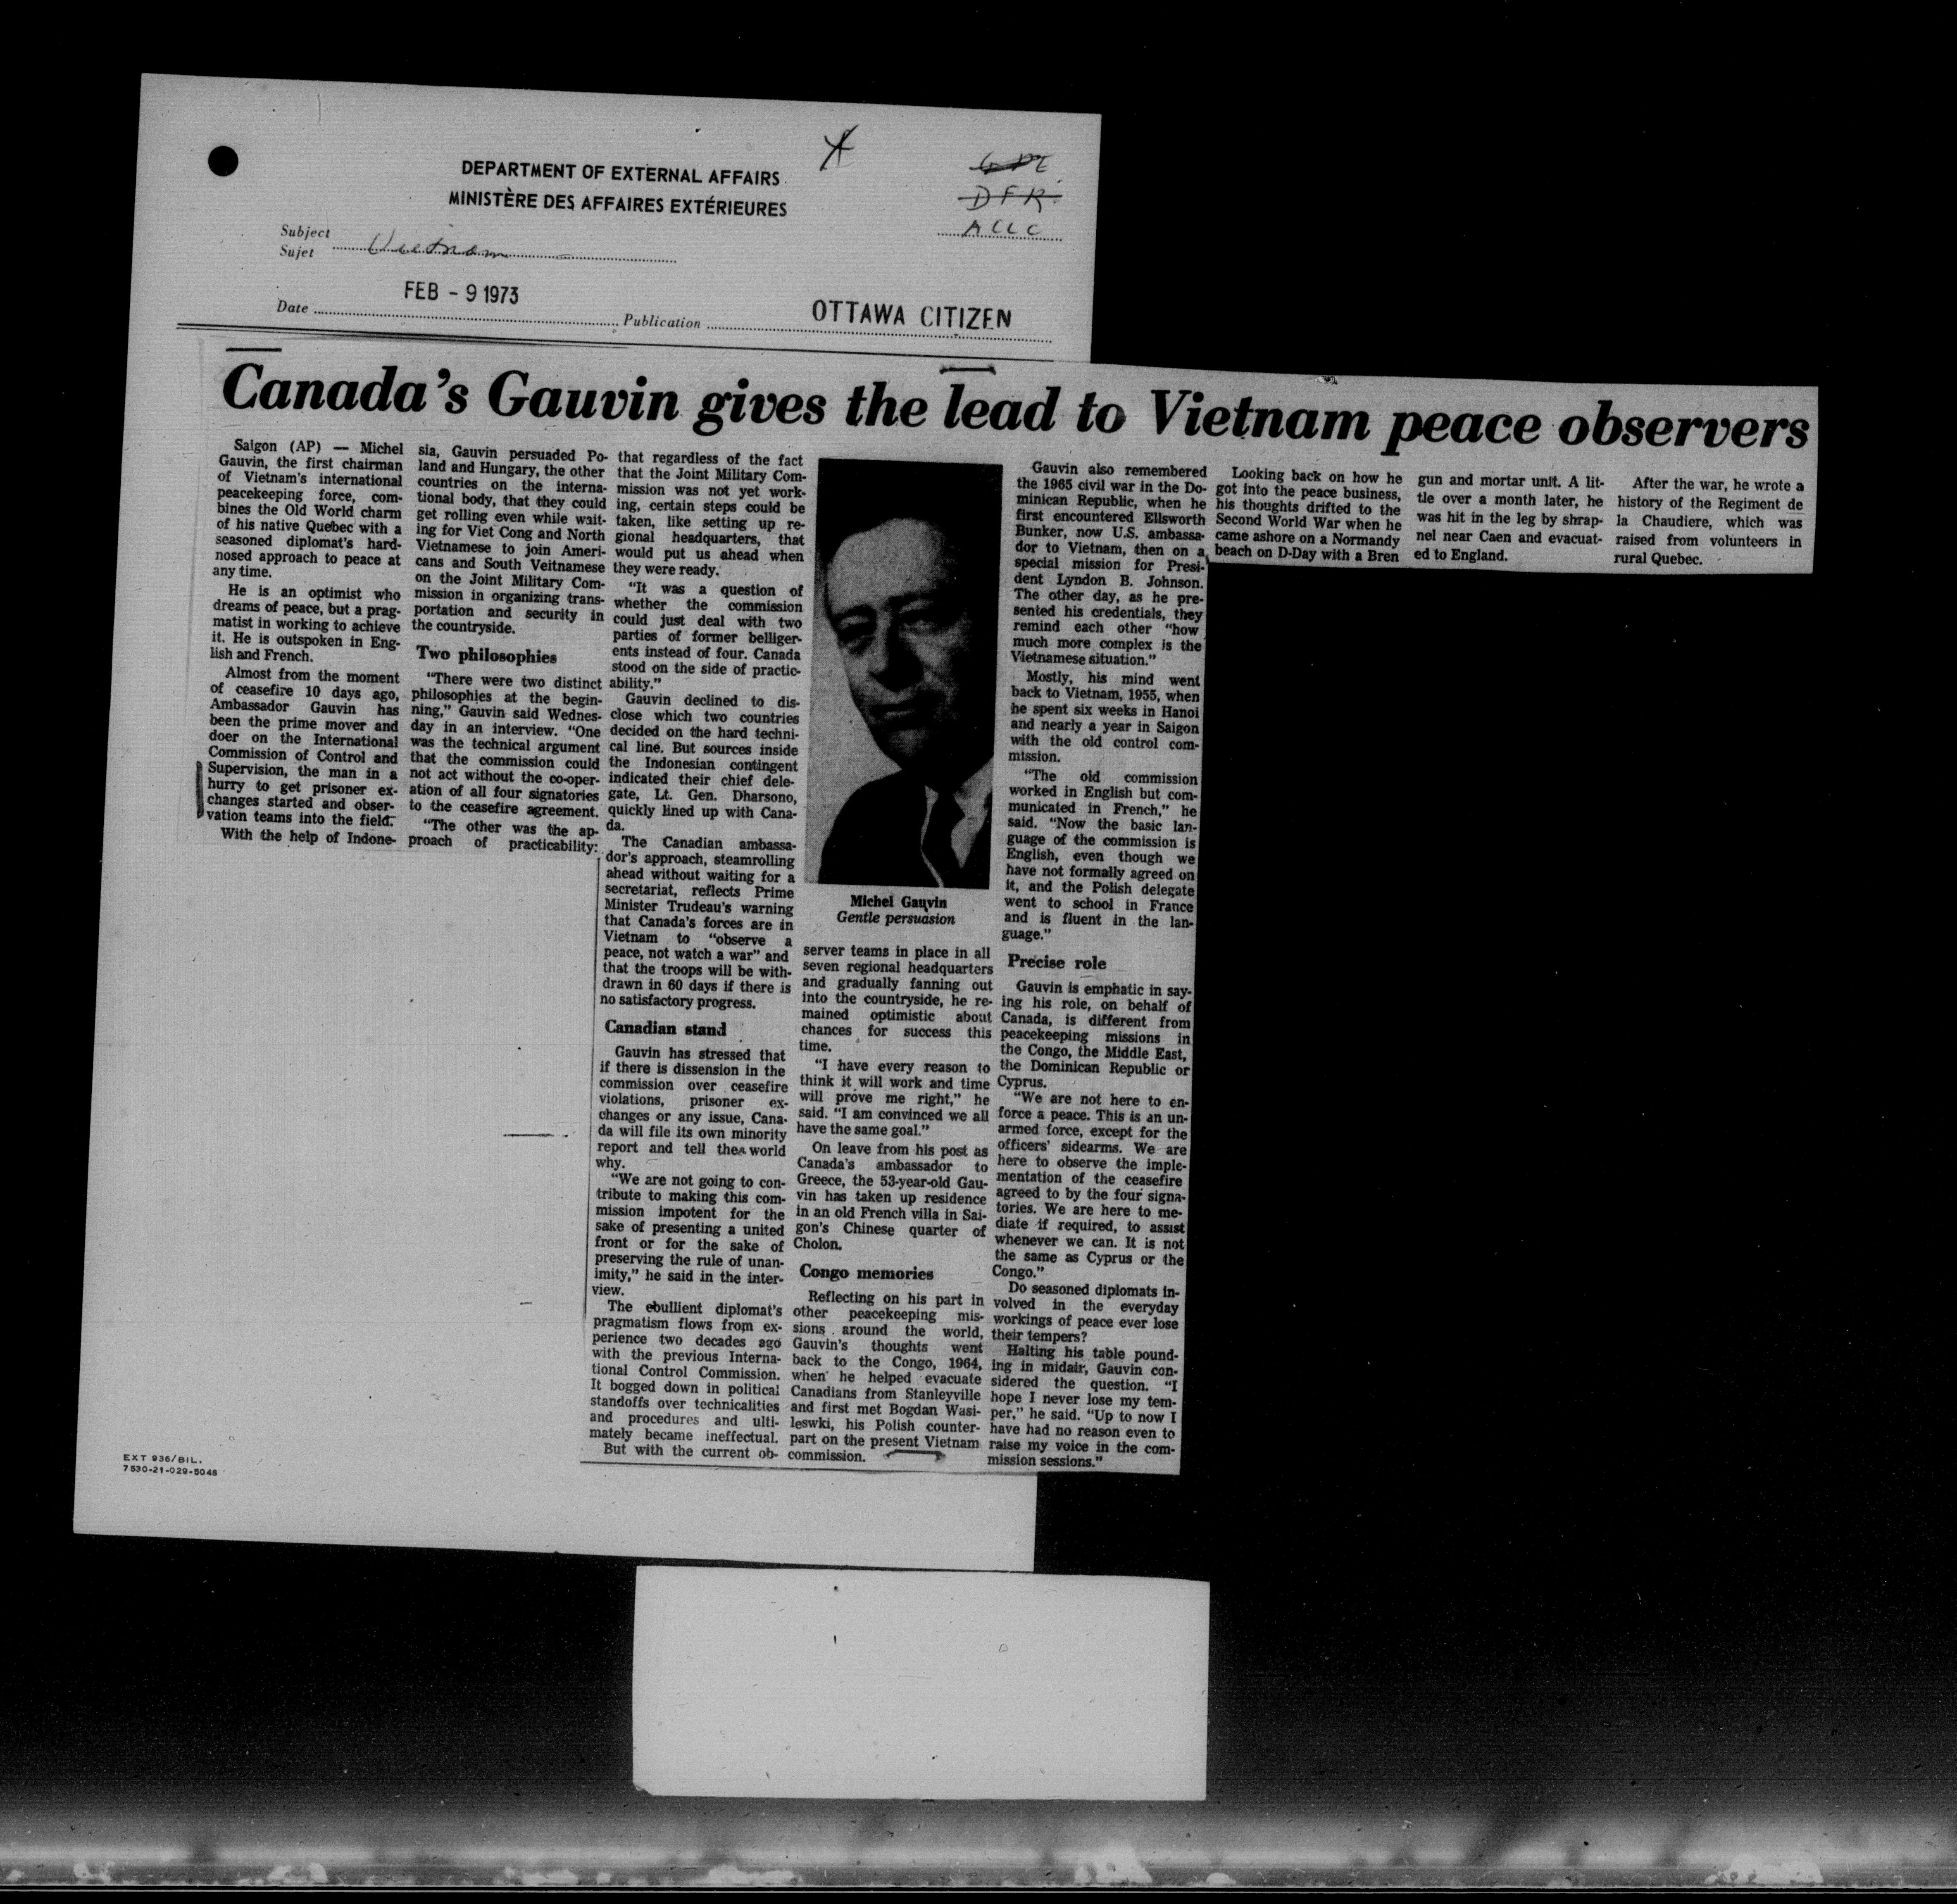 DEPARTMENT OF EXTERNAL AFFAIRS
MINISTÈRE DES AFFAIRES EXTÉRIEURES
DFR
ACCC
Subject
Sujet Vietnam
Date FEB - 9 1973 Publication OTTAWA CITIZEN
Canada's Gauvin gives the lead to Vietnam peace observers
Saigon (AP) — Michel
Gauvin, the first chairman
of Vietnam's international
peacekeeping force, com-
bines the Old World charm
of his native Quebec with a
seasoned diplomat's hard-
nosed approach to peace at
any time.
He is an optimist who
dreams of peace, but a prag-
matist in working to achieve
it. He is outspoken in Eng-
lish and French.
Almost from the moment
of ceasefire 10 days ago,
Ambassador Gauvin has
been the prime mover and
doer on the International
Commission of Control and
Supervision, the man in a
hurry to get prisoner ex-
changes started and obser-
vation teams into the field.
With the help of Indone-
sia, Gauvin persuaded Po-
land and Hungary, the other
countries on the interna-
tional body, that they could
get rolling even while wait-
ing for Viet Cong and North
Vietnamese to join Ameri-
cans and South Veitnamese
on the Joint Military Com-
mission in organizing trans-
portation and security in
the countryside.
Two philosophies
"There were two distinct
philosophies at the begin-
ning," Gauvin said Wednes-
day in an interview. "One
was the technical argument
that the commission could
not act without the co-oper-
ation of all four signatories
to the ceasefire agreement.
"The other was the ap-
proach of practicability:
that regardless of the fact
that the Joint Military Com-
mission was not yet work-
ing, certain steps could be
taken, like setting up re-
gional headquarters, that
would put us ahead when
they were ready.
"It was a question of
whether the commission
could just deal with two
parties of former belliger-
ents instead of four. Canada
stood on the side of practic-
ability."
Gauvin declined to dis-
close which two countries
decided on the hard techni-
cal line. But sources inside
the Indonesian contingent
indicated their chief dele-
gate, Lt. Gen. Dharsono,
quickly lined up with Cana-
da.
The Canadian ambassa-
dor's approach, steamrolling
ahead without waiting for a
secretariat, reflects Prime
Minister Trudeau's warning
that Canada's forces are in
Vietnam to "observe a
peace, not watch a war" and
that the troops will be with-
drawn in 60 days if there is
no satisfactory progress.
Canadian stand
Gauvin has stressed that
if there is dissension in the
commission over ceasefire
violations, prisoner ex-
changes or any issue, Cana-
da will file its own minority
report and tell the world
why.
"We are not going to con-
tribute to making this com-
mission impotent for the
sake of presenting a united
front or for the sake of
preserving the rule of unan-
imity," he said in the inter-
view.
The ebullient diplomat's
pragmatism flows from ex-
perience two decades ago
with the previous Interna-
tional Control Commission.
It bogged down in political
standoffs over technicalities
and procedures and ulti-
mately became ineffectual.
But with the current ob-
Michel Gauvin
Gentle persuasion
server teams in place in all
seven regional headquarters
and gradually fanning out
into the countryside, he re-
mained optimistic about
chances for success this
time.
"I have every reason to
think it will work and time
will prove me right," he
said. "I am convinced we all
have the same goal."
On leave from his post as
Canada's ambassador to
Greece, the 53-year-old Gau-
vin has taken up residence
in an old French villa in Sai-
gon's Chinese quarter of
Cholon.
Congo memories
Reflecting on his part in
other peacekeeping mis-
sions around the world,
Gauvin's thoughts went
back to the Congo, 1964,
when he helped evacuate
Canadians from Stanleyville
and first met Bogdan Wasi-
leswki, his Polish counter-
part on the present Vietnam
commission.
Gauvin also remembered
the 1965 civil war in the Do-
minican Republic, when he
first encountered Ellsworth
Bunker, now U.S. ambassa-
dor to Vietnam, then on a
special mission for Presi-
dent Lyndon B. Johnson.
The other day, as he pre-
sented his credentials, they
remind each other "how
much more complex is the
Vietnamese situation."
Mostly, his mind went
back to Vietnam, 1955, when
he spent six weeks in Hanoi
and nearly a year in Saigon
with the old control com-
mission.
"The old commission
worked in English but com-
municated in French," he
said. "Now the basic lan-
guage of the commission is
English, even though we
have not formally agreed on
it, and the Polish delegate
went to school in France
and is fluent in the lan-
guage."
Precise role
Gauvin is emphatic in say-
ing his role, on behalf of
Canada, is different from
peacekeeping missions in
the Congo, the Middle East,
the Dominican Republic or
Cyprus.
"We are not here to en-
force a peace. This is an un-
armed force, except for the
officers' sidearms. We are
here to observe the imple-
mentation of the ceasefire
agreed to by the four signa-
tories. We are here to me-
diate if required, to assist
whenever we can. It is not
the same as Cyprus or the
Congo."
Do seasoned diplomats in-
volved in the everyday
workings of peace ever lose
their tempers?
Halting his table pound-
ing in midair, Gauvin con-
sidered the question. "I
hope I never lose my tem-
per," he said. "Up to now I
have had no reason even to
raise my voice in the com-
mission sessions."
Looking back on how he
got into the peace business,
his thoughts drifted to the
Second World War when he
came ashore on a Normandy
beach on D-Day with a Bren
gun and mortar unit. A lit-
tle over a month later, he
was hit in the leg by shrap-
nel near Caen and evacuat-
ed to England.
After the war, he wrote a
history of the Regiment de
la Chaudiere, which was
raised from volunteers in
rural Quebec.
EXT 936/BIL.
7530-21-029-5048